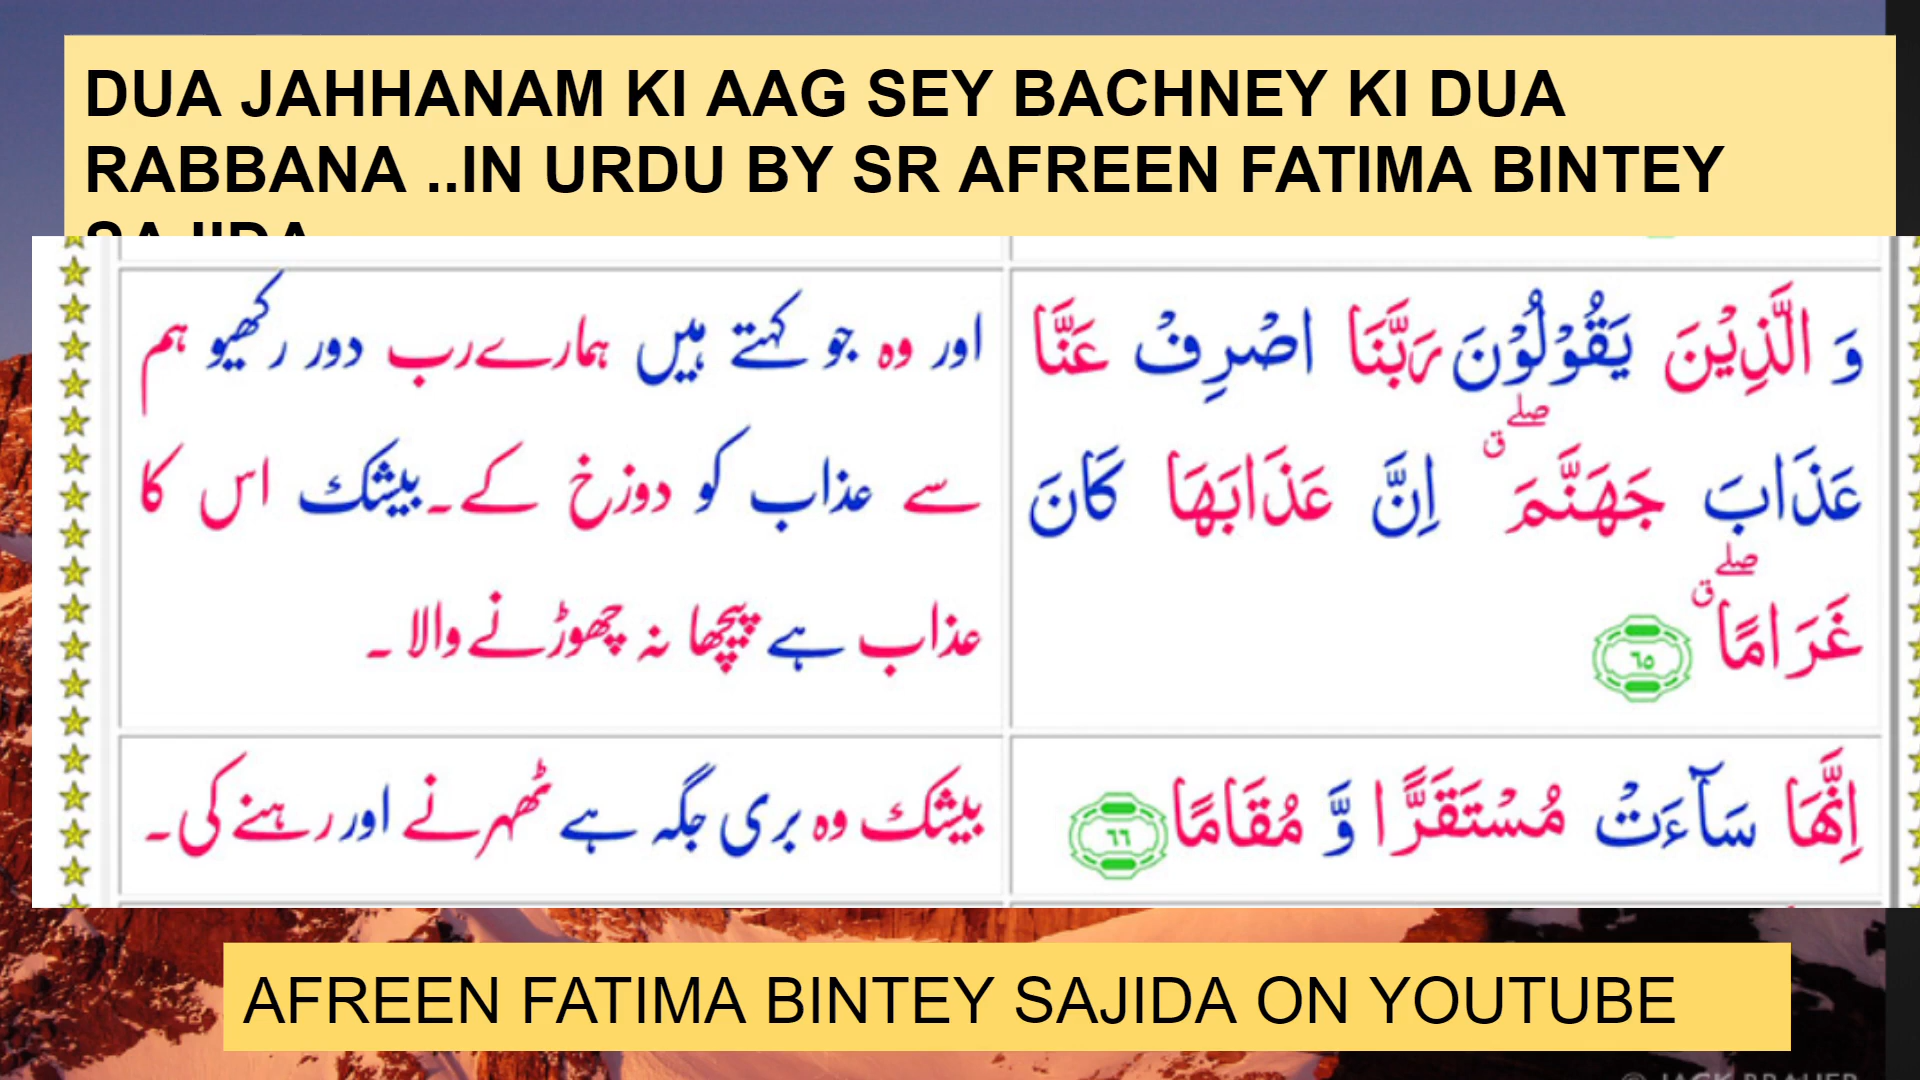 DUA JAHHANAM KI AAG SEY BACHNEY KI DUA
RABBANA ..IN URDU BY SR AFREEN FATIMA BINTEY
SAJIDA
وَ الَّذِيْنَ يَقُوْلُوْنَ رَبَّنَا اصْرِفْ عَنَّا
عَذَابَ جَهَنَّمَ ۖۗ اِنَّ عَذَابَهَا كَانَ
غَرَامًا ۖۗ ٦٥
اور وہ جو کہتے ہیں ہمارے رب دور رکھیو ہم
سے عذاب کو دوزخ کے۔ بیشک اس کا
عذاب ہے پیچھا نہ چھوڑنے والا۔
اِنَّهَا سَآءَتْ مُسْتَقَرًّا وَّ مُقَامًا ٦٦
بیشک وہ بری جگہ ہے ٹھہرنے اور رہنے کی۔
AFREEN FATIMA BINTEY SAJIDA ON YOUTUBE
© JACK BRAUER